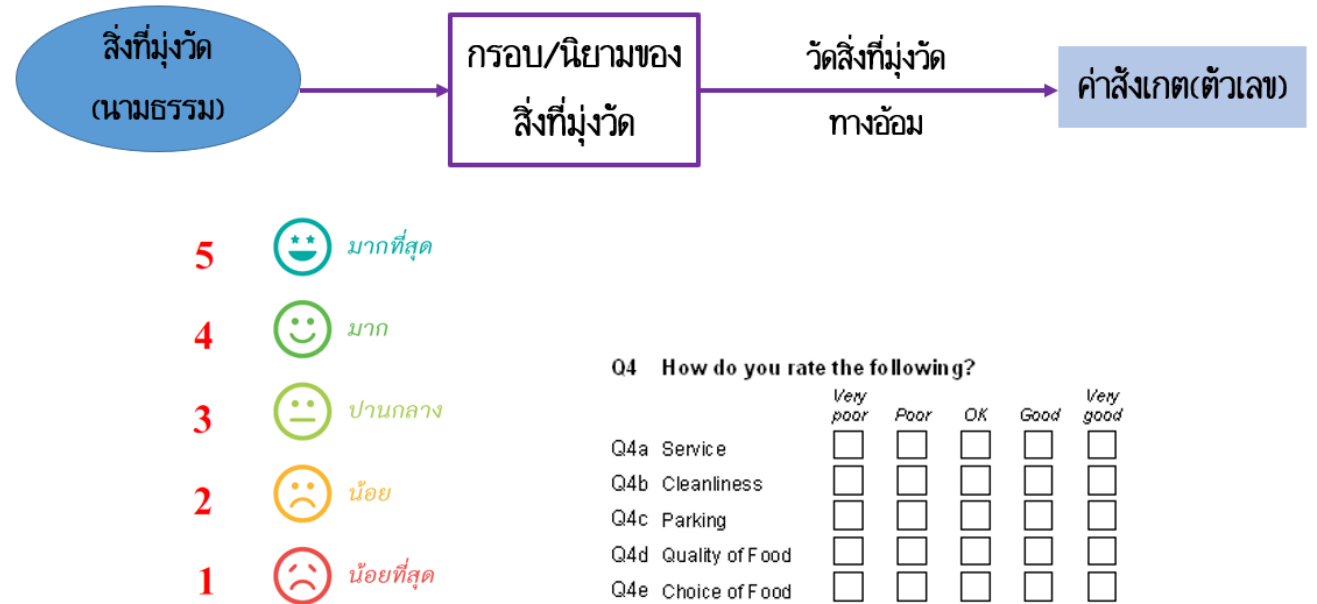 สิ่งที่มุ่งวัด
(นามธรรม)
กรอบ/นิยามของ
สิ่งที่มุ่งวัด
วัดสิ่งที่มุ่งวัด
ทางอ้อม
ค่าสังเกต(ตัวเลข)
5 มากที่สุด
4 มาก
3 ปานกลาง
2 น้อย
1 น้อยที่สุด
Q4 How do you rate the following?
Very poor Poor OK Good Very good
Q4a Service
Q4b Cleanliness
Q4c Parking
Q4d Quality of Food
Q4e Choice of Food